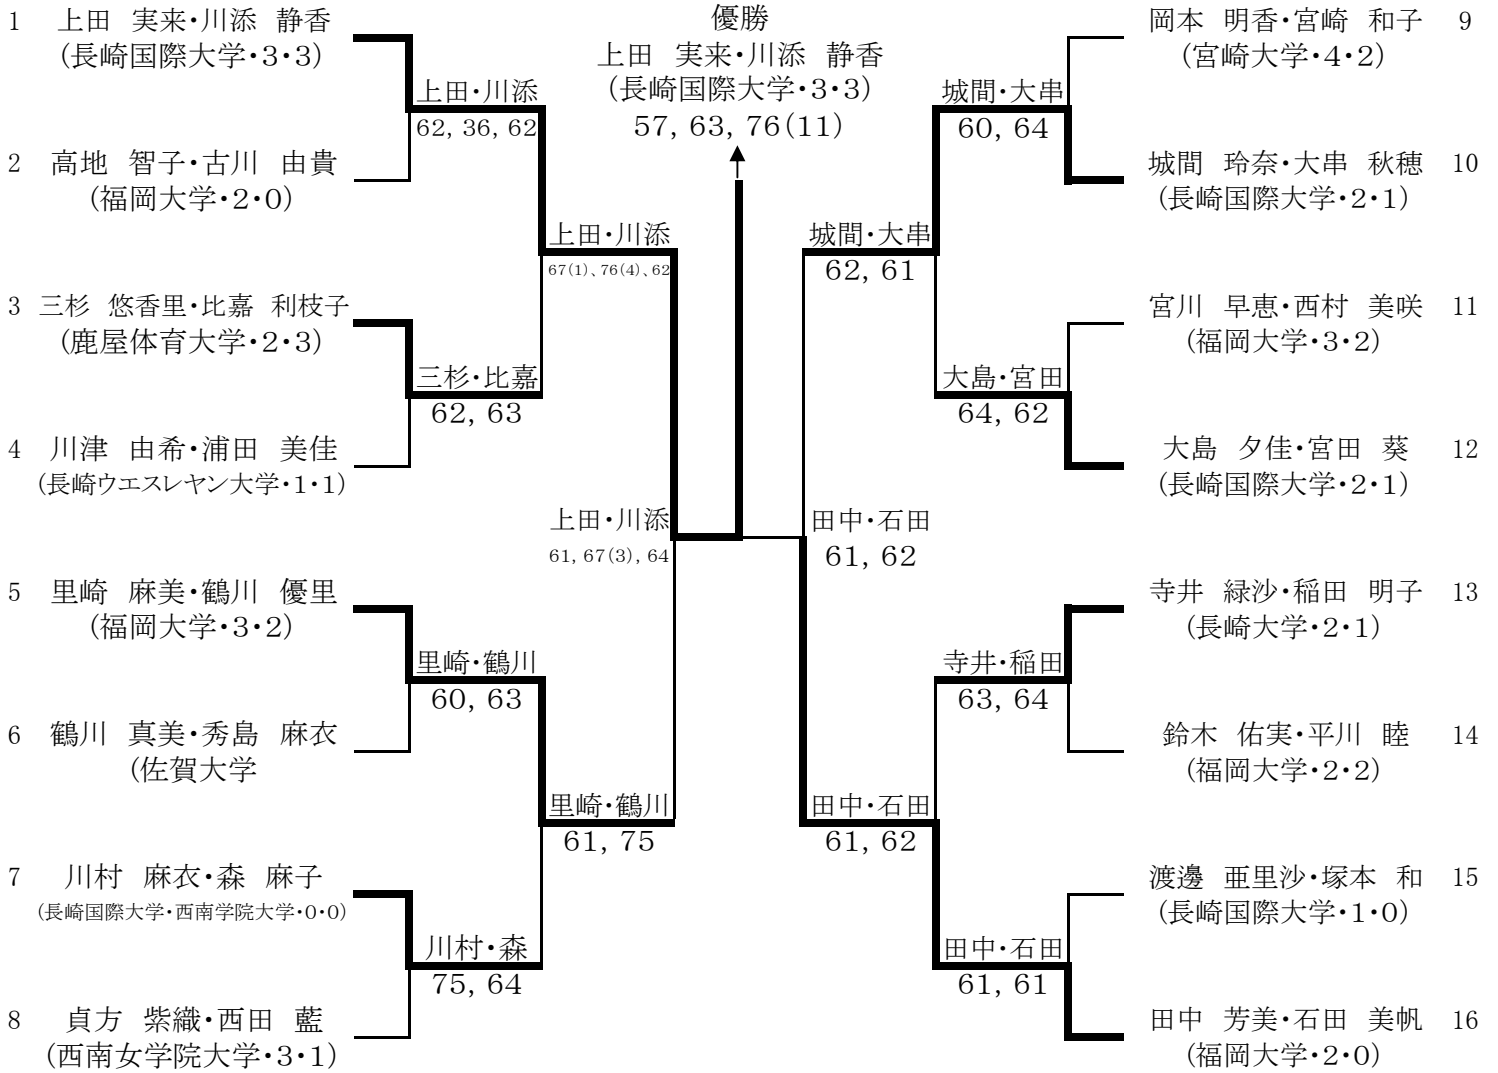 1 上田 実来・川添 静香
(長崎国際大学・3・3)
上田・川添
62, 36, 62
2 高地 智子・古川 由貴
(福岡大学・2・0)
上田・川添
67(1)、76(4)、62
3 三杉 悠香里・比嘉 利枝子
(鹿屋体育大学・2・3)
三杉・比嘉
62, 63
4 川津 由希・浦田 美佳
(長崎ウエスレヤン大学・1・1)
上田・川添
61, 67(3), 64
5 里崎 麻美・鶴川 優里
(福岡大学・3・2)
里崎・鶴川
60, 63
6 鶴川 真美・秀島 麻衣
(佐賀大学
里崎・鶴川
61, 75
7 川村 麻衣・森 麻子
(長崎国際大学・西南学院大学・0・0)
川村・森
75, 64
8 貞方 紫織・西田 藍
(西南女学院大学・3・1)
優勝
上田 実来・川添 静香
(長崎国際大学・3・3)
57, 63, 76(11)
岡本 明香・宮崎 和子 9
(宮崎大学・4・2)
城間・大串
60, 64
城間 玲奈・大串 秋穂 10
(長崎国際大学・2・1)
城間・大串
62, 61
宮川 早恵・西村 美咲 11
(福岡大学・3・2)
大島・宮田
64, 62
大島 夕佳・宮田 葵 12
(長崎国際大学・2・1)
田中・石田
61, 62
寺井 緑沙・稲田 明子 13
(長崎大学・2・1)
寺井・稲田
63, 64
鈴木 佑実・平川 睦 14
(福岡大学・2・2)
田中・石田
61, 62
渡邊 亜里沙・塚本 和 15
(長崎国際大学・1・0)
田中・石田
61, 61
田中 芳美・石田 美帆 16
(福岡大学・2・0)